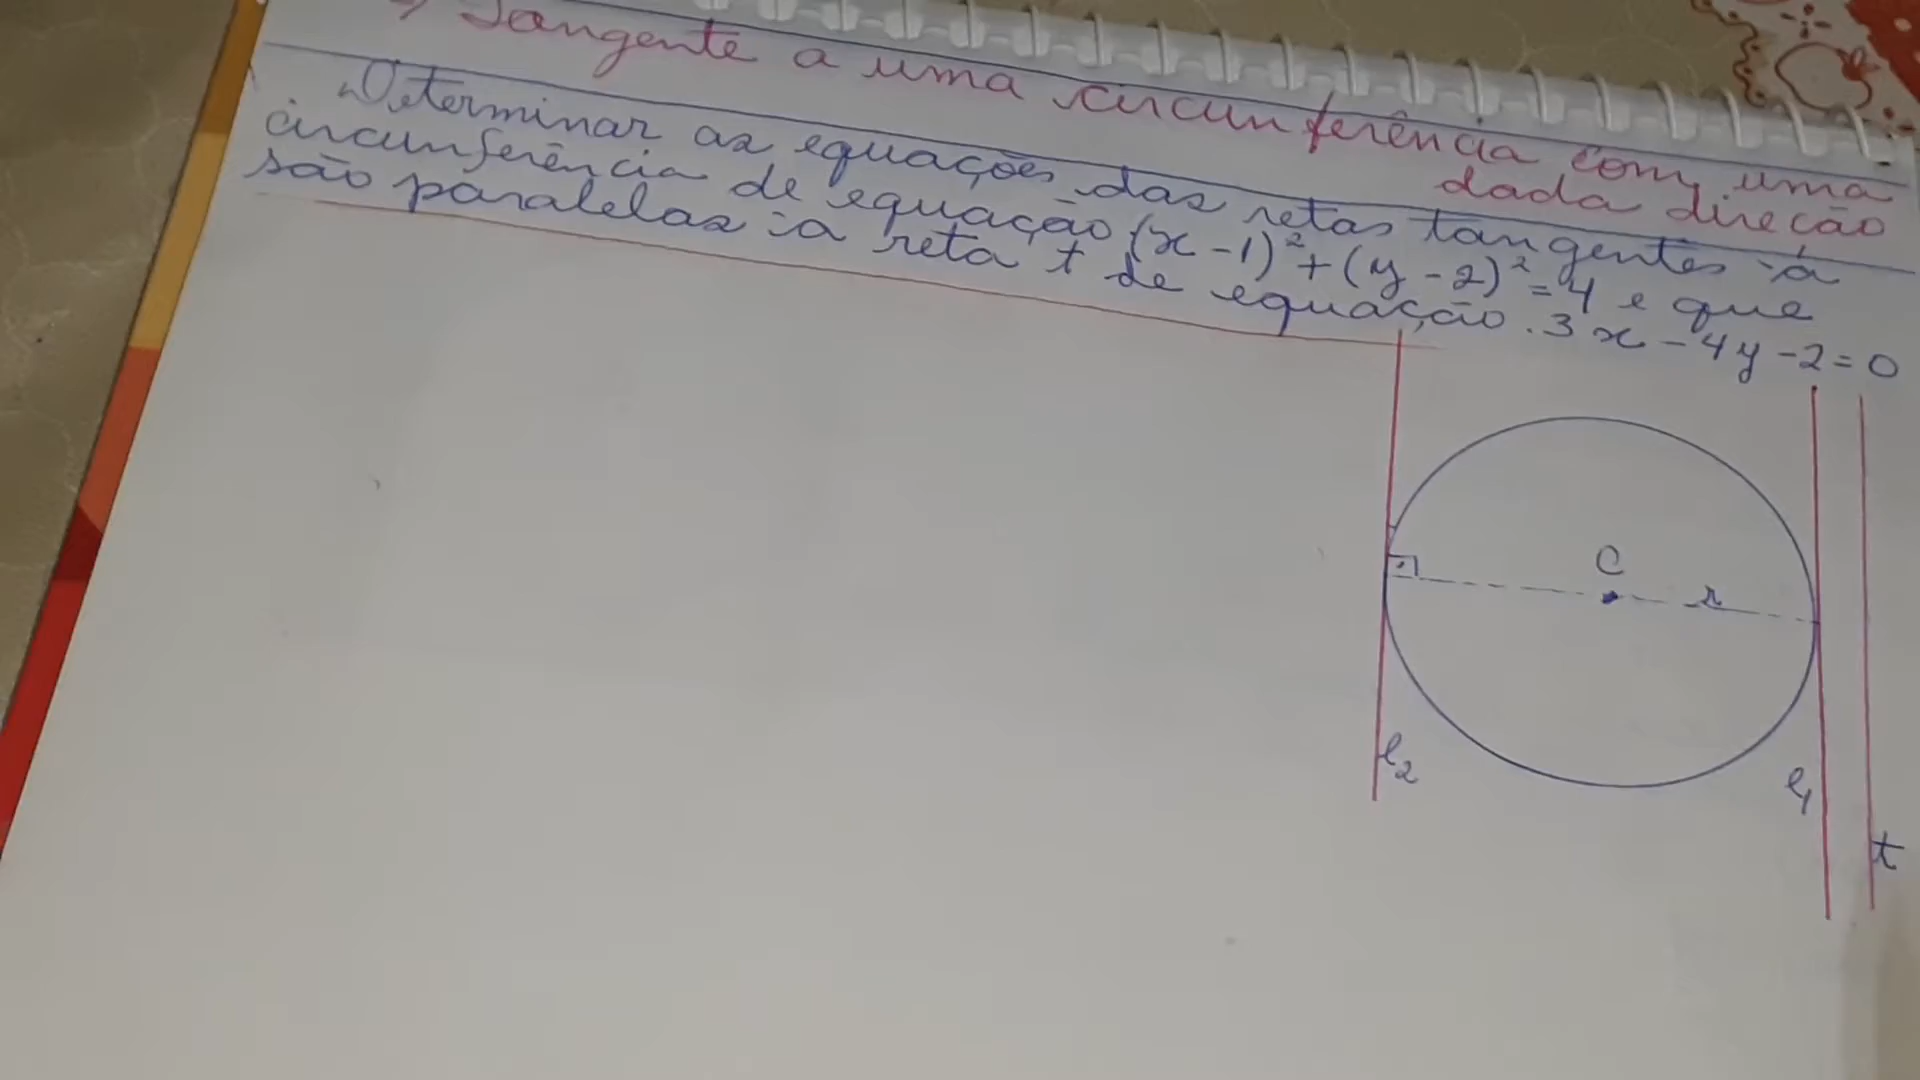 Tangente a uma circunferência com uma
dada direção
Determinar as equações das retas tangentes à
circunferência de equação (x-1)²+(y-2)²=4 e que
são paralelas à reta t de equação 3x-4y-2=0
C
r
l₂
l₁
t